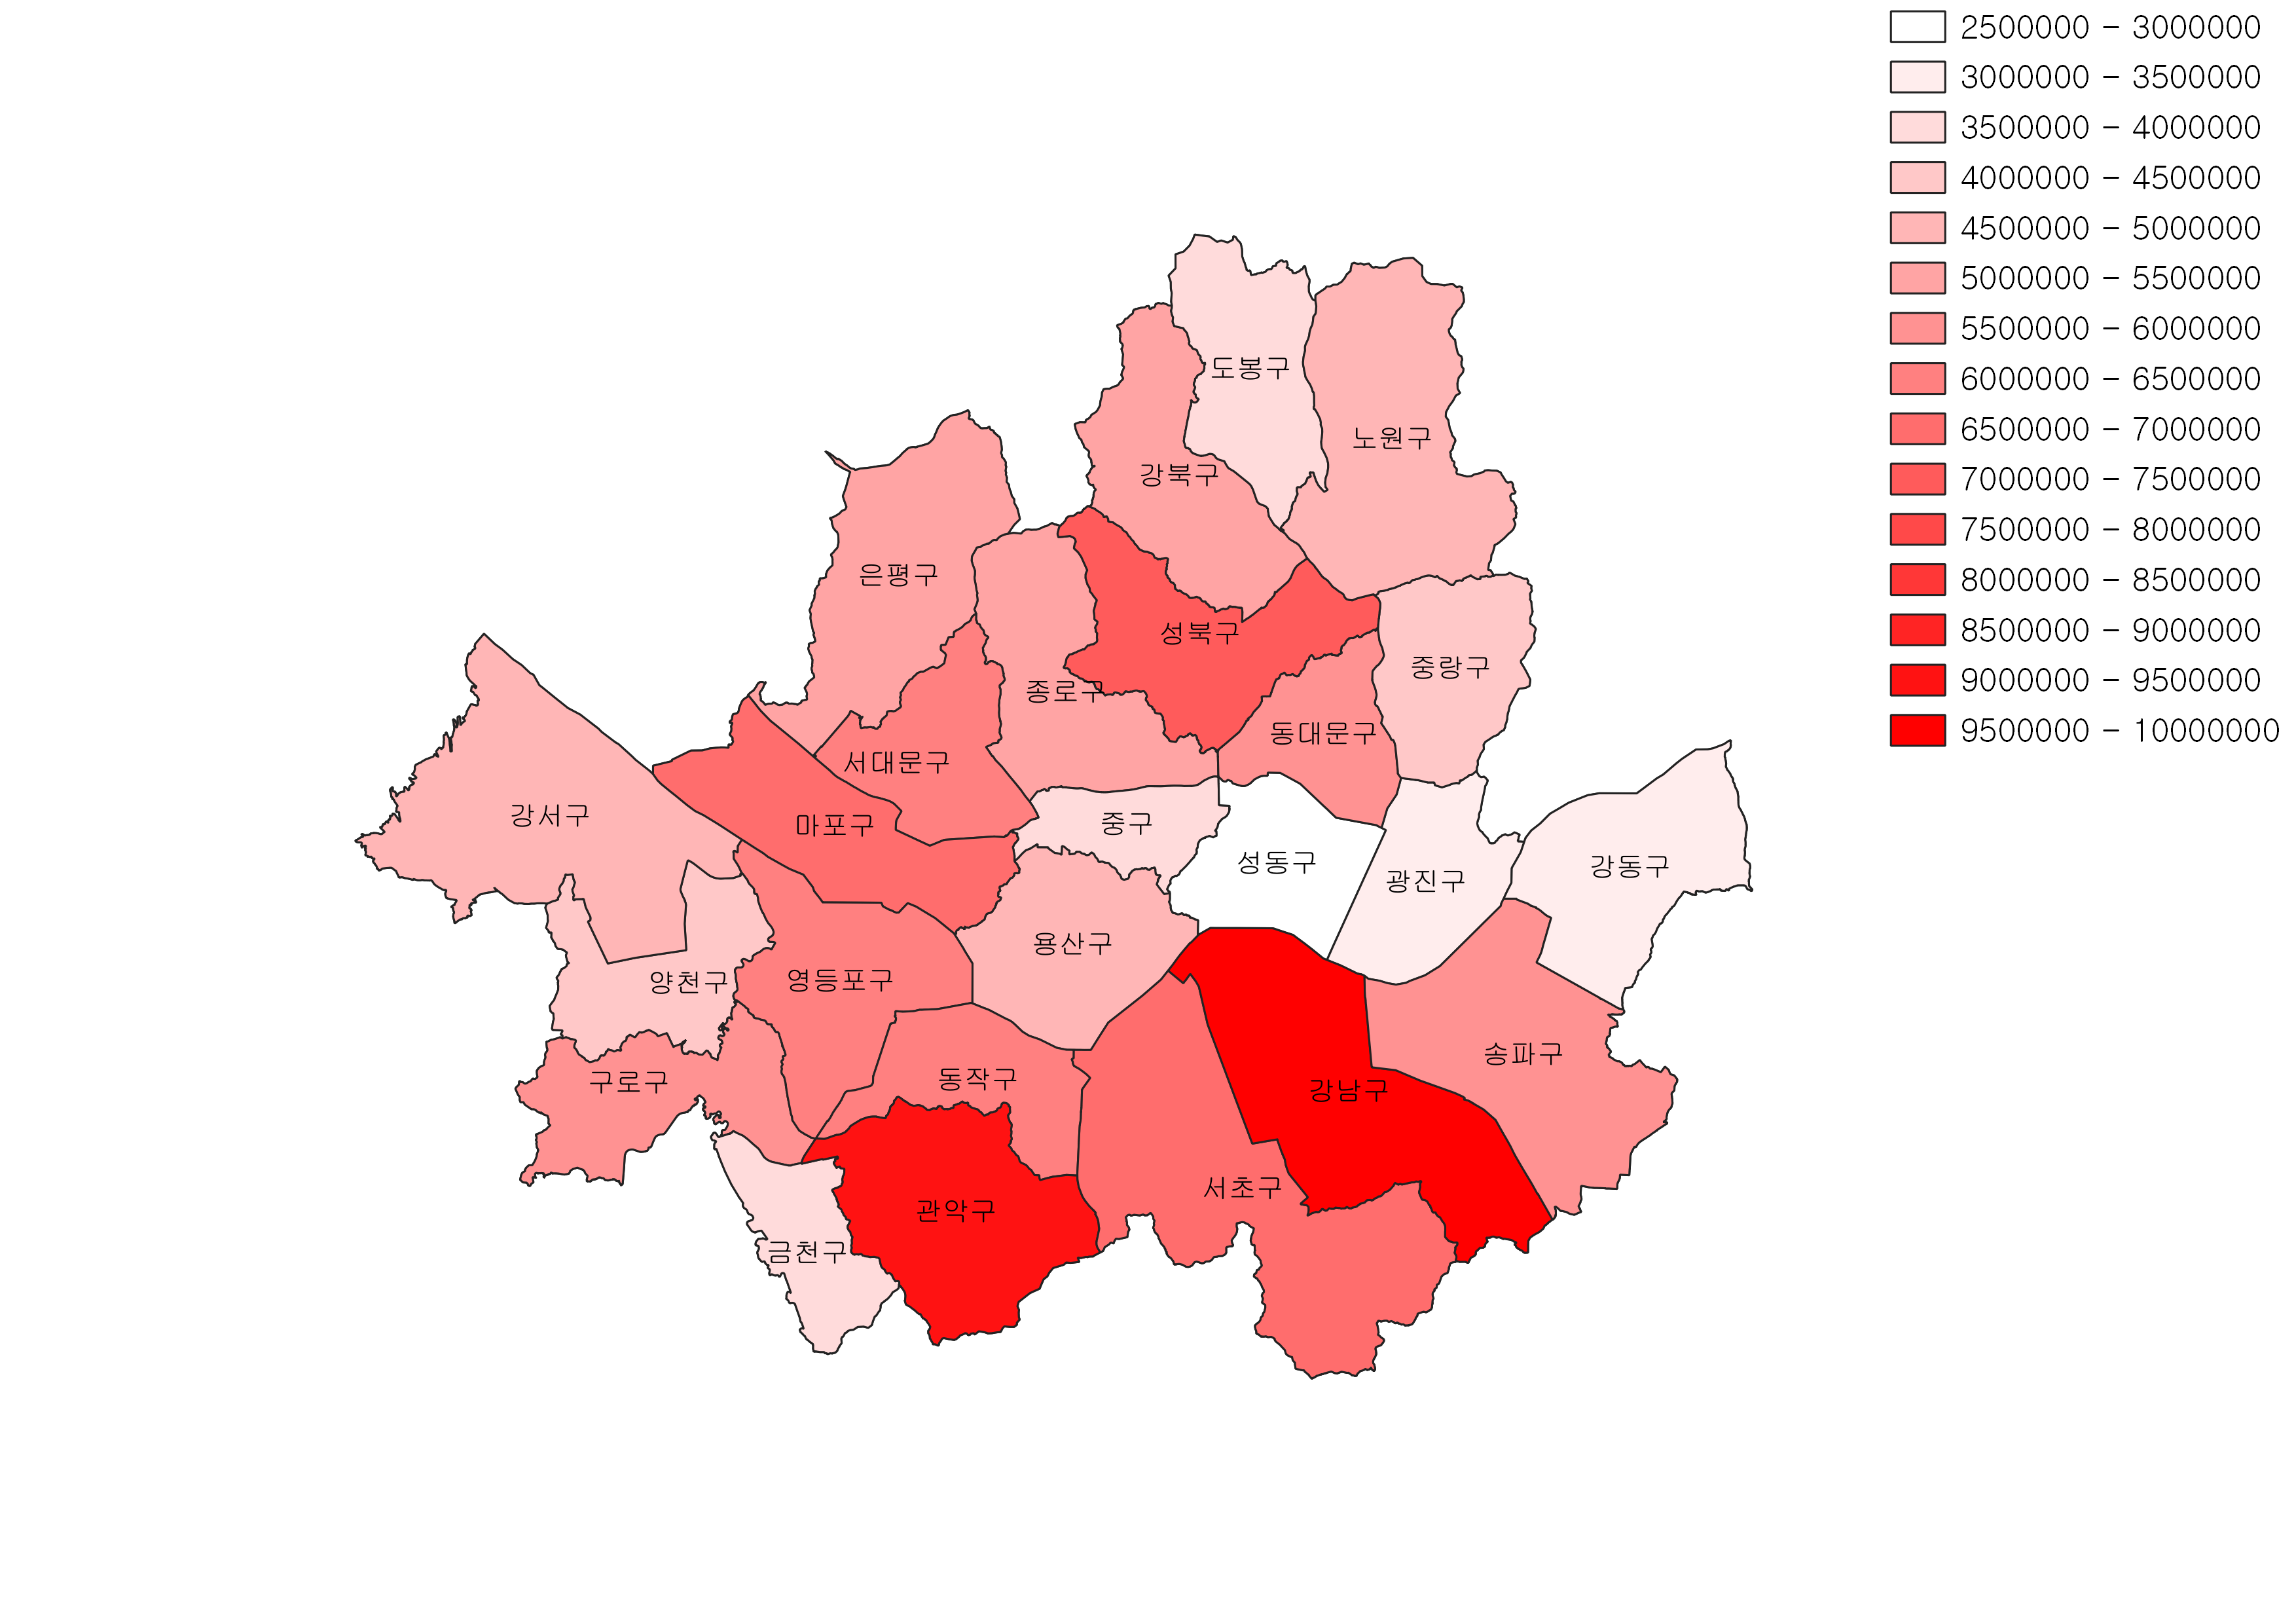 2500000 - 3000000
3000000 - 3500000
3500000 - 4000000
4000000 - 4500000
4500000 - 5000000
5000000 - 5500000
5500000 - 6000000
6000000 - 6500000
6500000 - 7000000
7000000 - 7500000
7500000 - 8000000
8000000 - 8500000
8500000 - 9000000
9000000 - 9500000
9500000 - 10000000
도봉구
노원구
강북구
은평구
성북구
중랑구
종로구
동대문구
서대문구
강서구
마포구
중구
성동구
강동구
광진구
용산구
양천구
영등포구
송파구
구로구
동작구
강남구
서초구
관악구
금천구